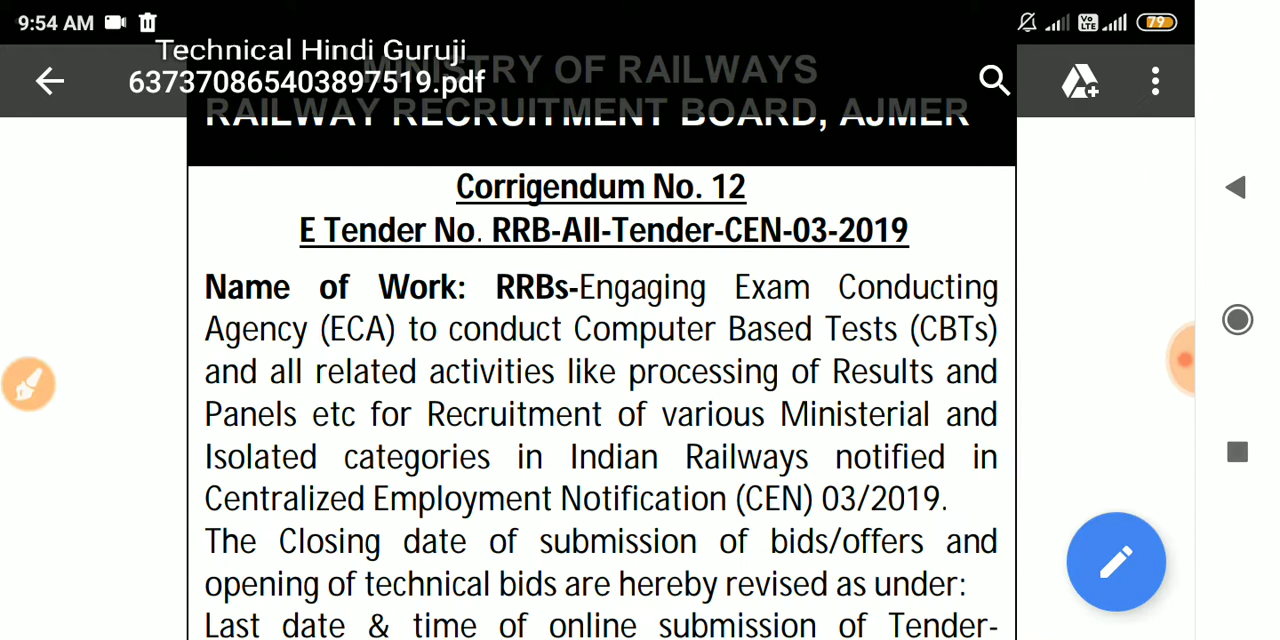 9:54 AM
Vo LTE
79
Technical Hindi Guruji
637370865403897519.pdf
MINISTRY OF RAILWAYS
RAILWAY RECRUITMENT BOARD, AJMER
Corrigendum No. 12
E Tender No. RRB-All-Tender-CEN-03-2019
Name of Work: RRBs-Engaging Exam Conducting
Agency (ECA) to conduct Computer Based Tests (CBTs)
and all related activities like processing of Results and
Panels etc for Recruitment of various Ministerial and
Isolated categories in Indian Railways notified in
Centralized Employment Notification (CEN) 03/2019.
The Closing date of submission of bids/offers and
opening of technical bids are hereby revised as under:
Last date & time of online submission of Tender-